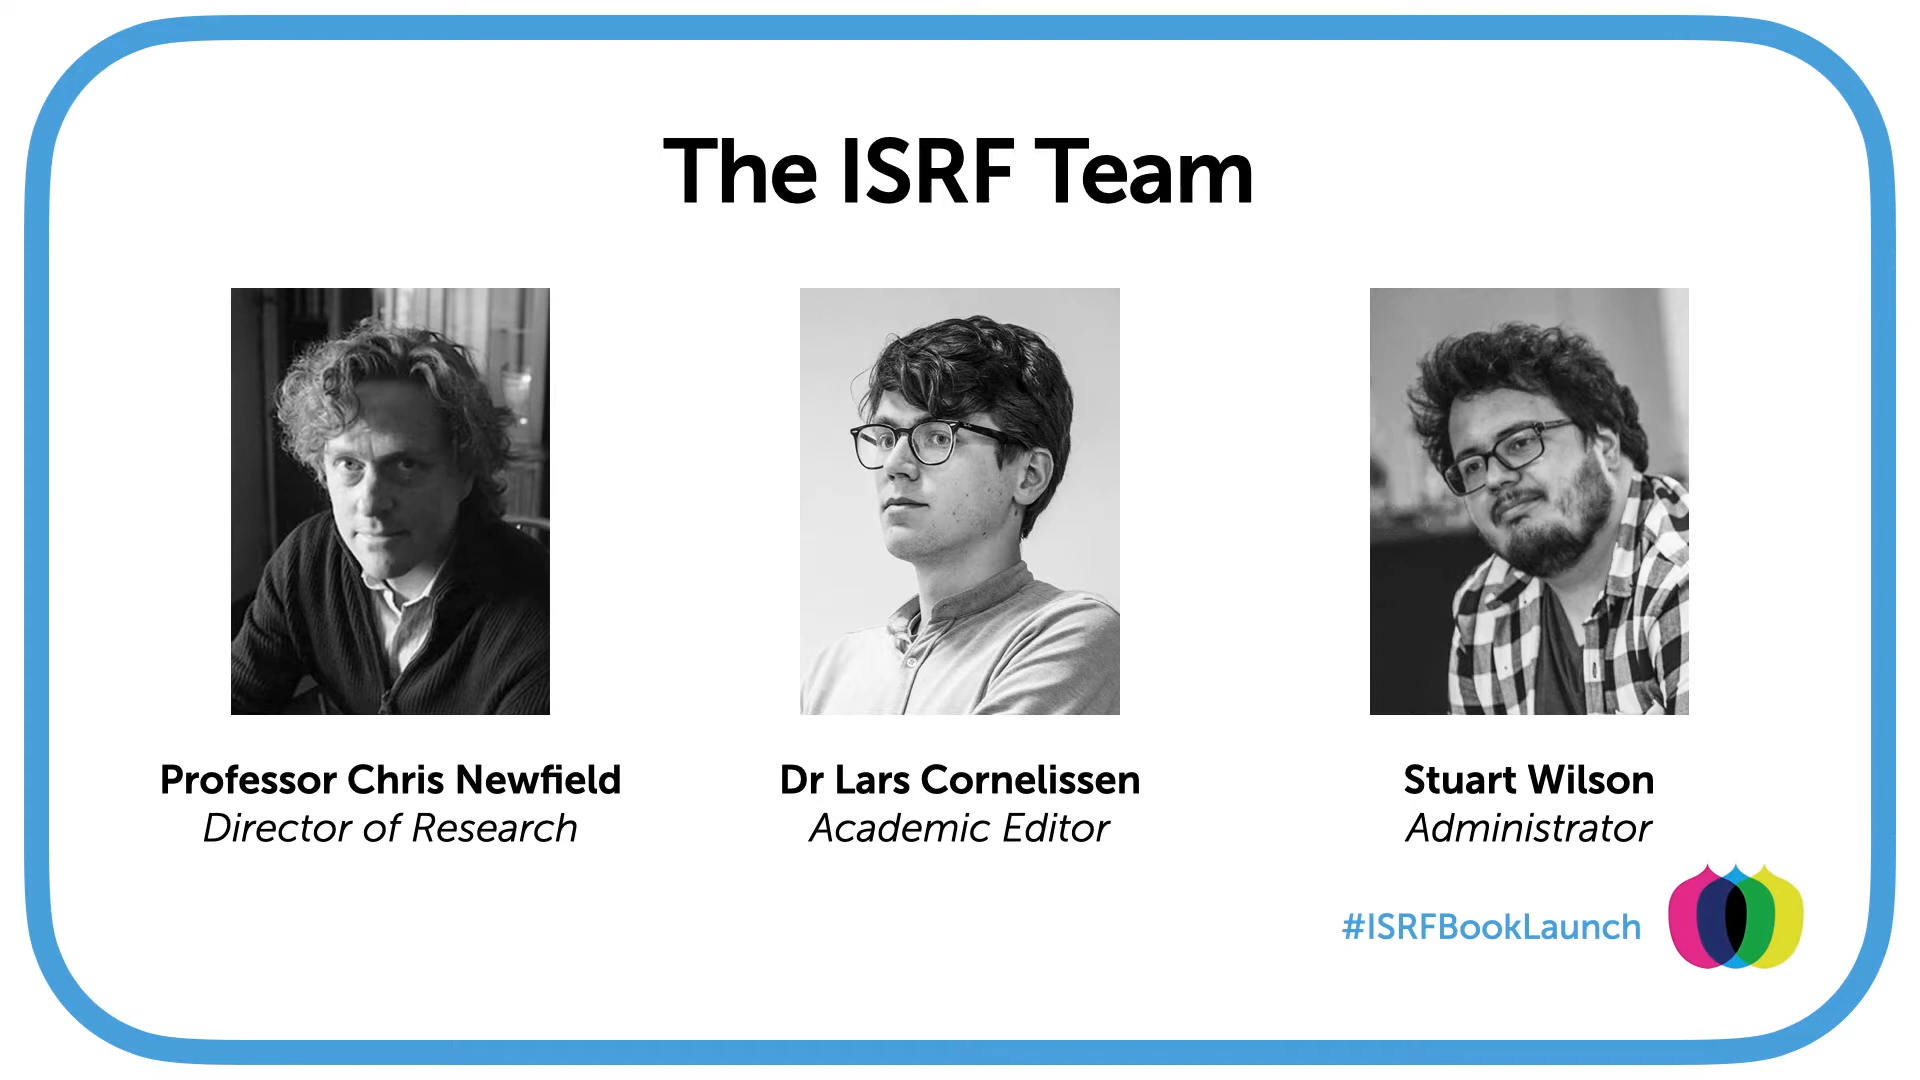 The ISRF Team
Professor Chris Newfield
Director of Research
Dr Lars Cornelissen
Academic Editor
Stuart Wilson
Administrator
#ISRFBookLaunch